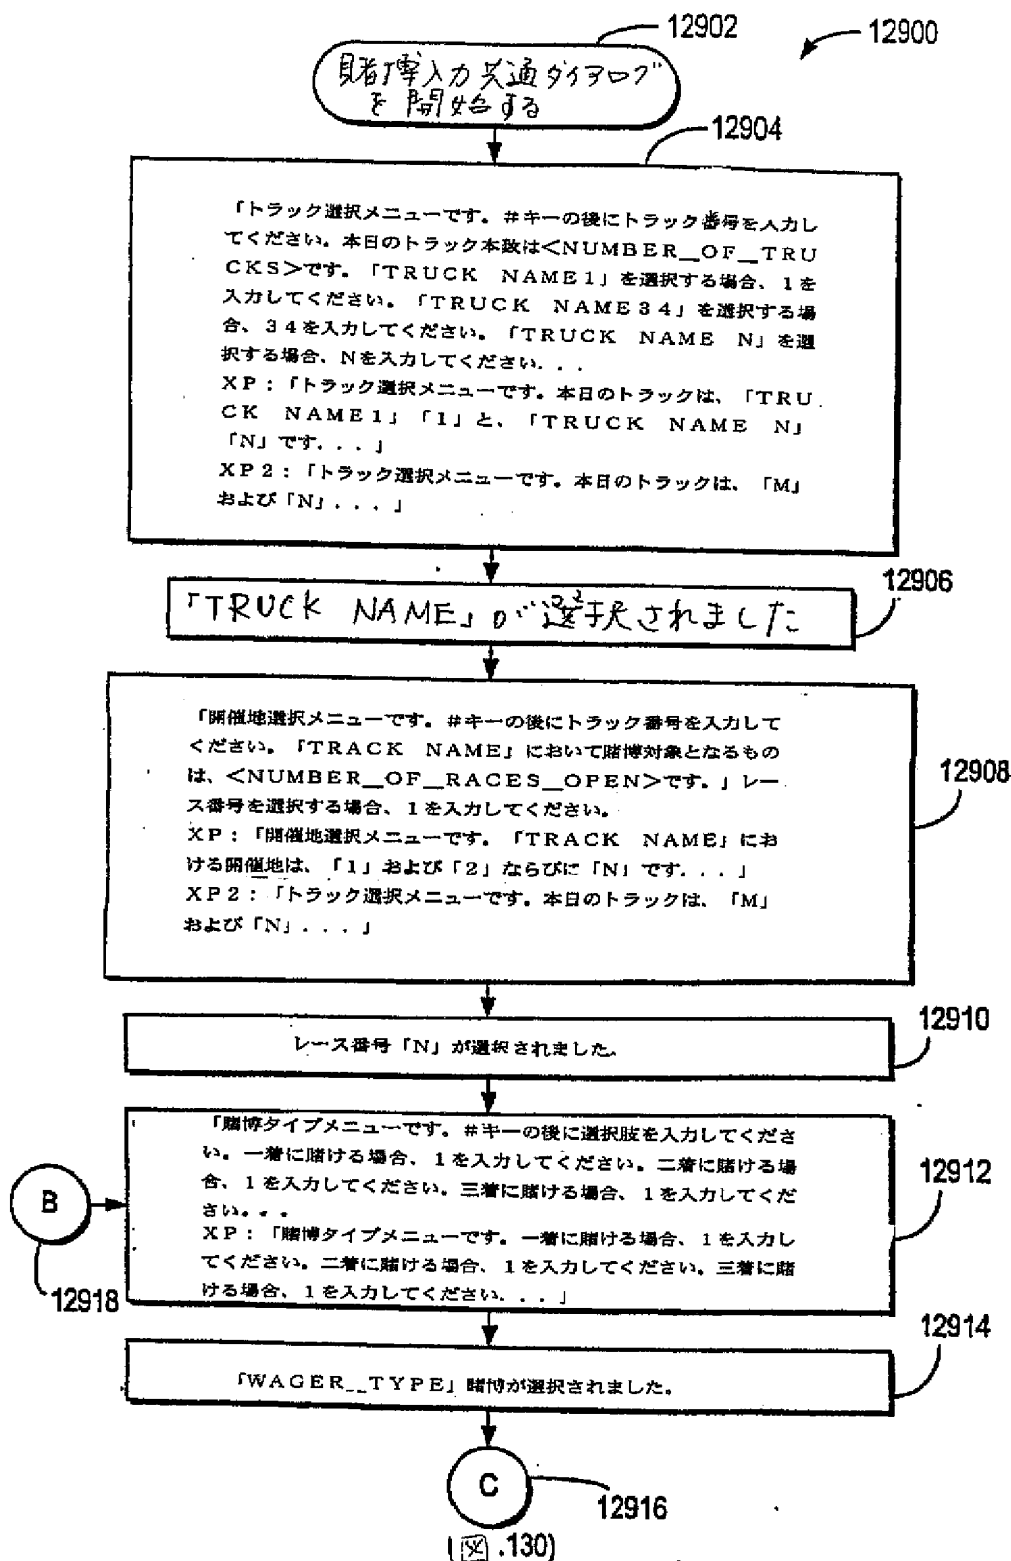 12902
12900
賭博入力共通ダイアログ
を開始する
12904
「トラック選択メニューです。#キーの後にトラック番号を入力し
てください。本日のトラック本数は<NUMBER__OF__TRU
CKS>です。「TRUCK NAME1」を選択する場合、1を
入力してください。「TRUCK NAME34」を選択する場
合、34を入力してください。「TRUCK NAME N」を選
択する場合、Nを入力してください...
XP:「トラック選択メニューです。本日のトラックは、「TRU
CK NAME1」「1」と、「TRUCK NAME N」
「N」です...」
XP2:「トラック選択メニューです。本日のトラックは、「M」
および「N」...」
12906
「TRUCK NAME」が選択されました
12908
「開催地選択メニューです。#キーの後にトラック番号を入力して
ください。「TRACK NAME」において賭博対象となるもの
は、<NUMBER__OF__RACES__OPEN>です。」レー
ス番号を選択する場合、1を入力してください。
XP:「開催地選択メニューです。「TRACK NAME」にお
ける開催地は、「1」および「2」ならびに「N」です...」
XP2:「トラック選択メニューです。本日のトラックは、「M」
および「N」...」
12910
レース番号「N」が選択されました。
「賭博タイプメニューです。#キーの後に選択肢を入力してくださ
い。一着に賭ける場合、1を入力してください。二着に賭ける場
合、1を入力してください。三着に賭ける場合、1を入力してくだ
さい...
XP:「賭博タイプメニューです。一着に賭ける場合、1を入力し
てください。二着に賭ける場合、1を入力してください。三着に賭
ける場合、1を入力してください...」
12912
B
12918
12914
「WAGER__TYPE」賭博が選択されました。
C
12916
(図.130)